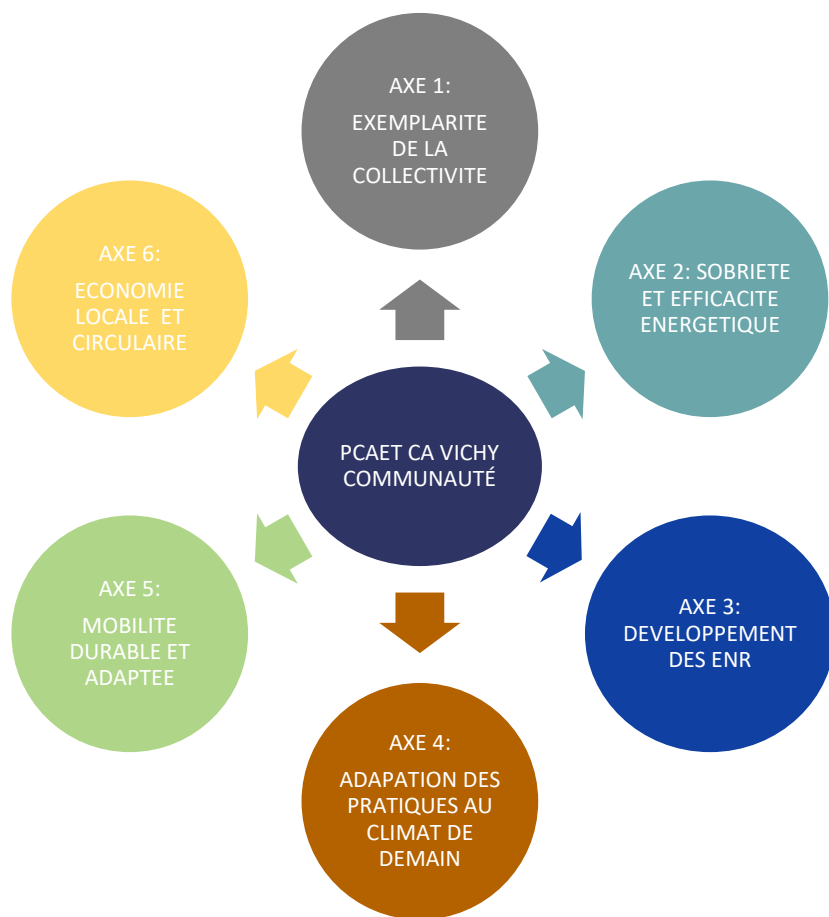 AXE 1:
EXEMPLARITE
DE LA
COLLECTIVITE
AXE 2: SOBRIETE
ET EFFICACITE
ENERGETIQUE
AXE 3:
DEVELOPPEMENT
DES ENR
AXE 4:
ADAPATION DES
PRATIQUES AU
CLIMAT DE
DEMAIN
AXE 5:
MOBILITE
DURABLE ET
ADAPTEE
AXE 6:
ECONOMIE
LOCALE ET
CIRCULAIRE
PCAET CA VICHY
COMMUNAUTÉ